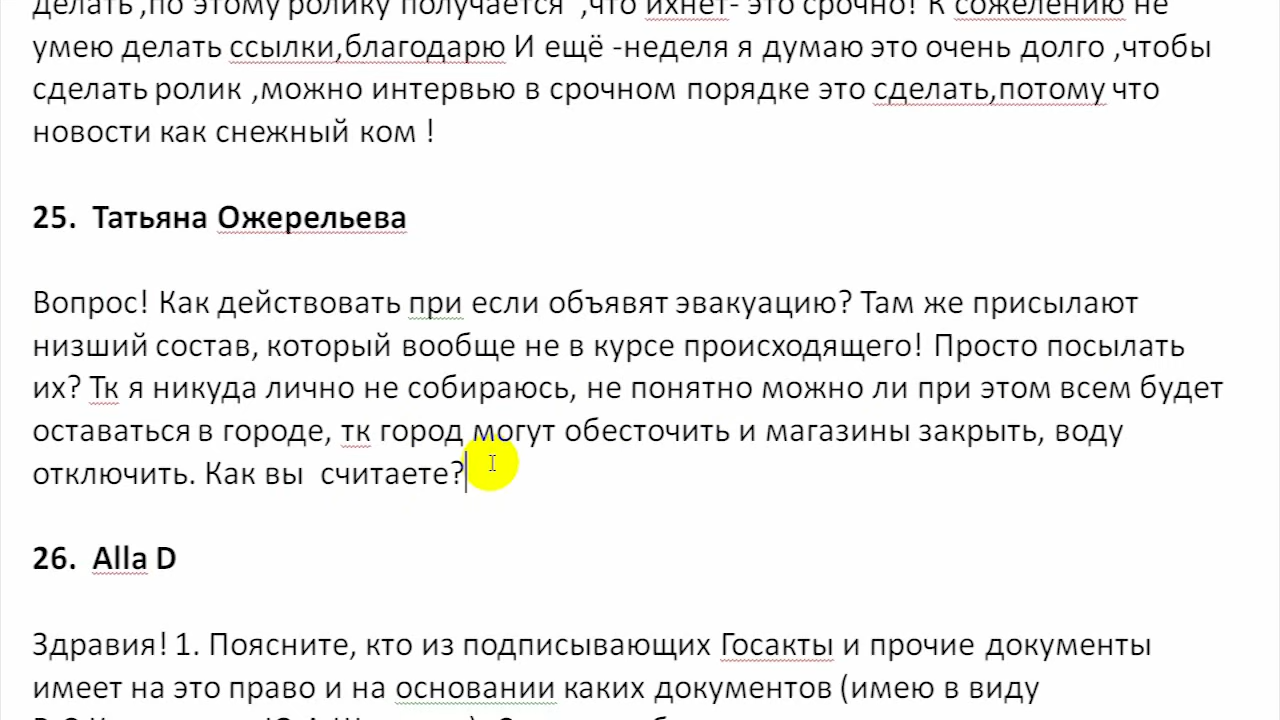 делать ,по этому ролику получается ,что ихнет- это срочно! К сожелению не
умею делать ссылки,благодарю И ещё -неделя я думаю это очень долго ,чтобы
сделать ролик ,можно интервью в срочном порядке это сделать,потому что
новости как снежный ком !
25. Татьяна Ожерельева
Вопрос! Как действовать при если объявят эвакуацию? Там же присылают
низший состав, который вообще не в курсе происходящего! Просто посылать
их? Тк я никуда лично не собираюсь, не понятно можно ли при этом всем будет
оставаться в городе, тк город могут обесточить и магазины закрыть, воду
отключить. Как вы считаете?
26. Alla D
Здравия! 1. Поясните, кто из подписывающих Госакты и прочие документы
имеет на это право и на основании каких документов (имею в виду